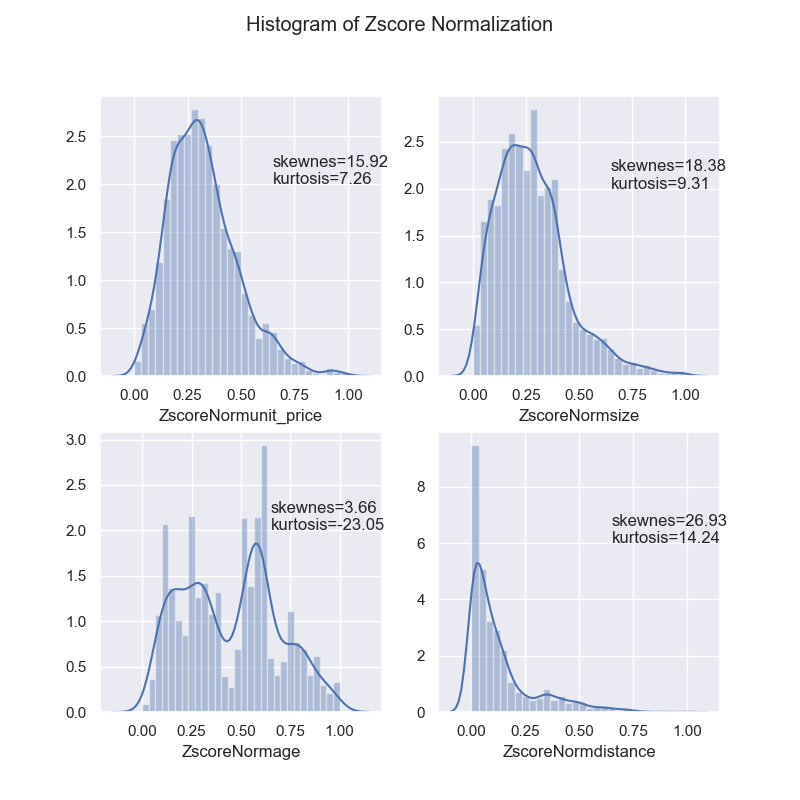 Histogram of Zscore Normalization
2.5
2.0
1.5
1.0
0.5
0.0
skewnes=15.92
kurtosis=7.26
0.00 0.25 0.50 0.75 1.00
ZscoreNormunit_price
2.5
2.0
1.5
1.0
0.5
0.0
skewnes=18.38
kurtosis=9.31
0.00 0.25 0.50 0.75 1.00
ZscoreNormsize
3.0
2.5
2.0
1.5
1.0
0.5
0.0
skewnes=3.66
kurtosis=-23.05
0.00 0.25 0.50 0.75 1.00
ZscoreNormage
8
6
4
2
0
skewnes=26.93
kurtosis=14.24
0.00 0.25 0.50 0.75 1.00
ZscoreNormdistance